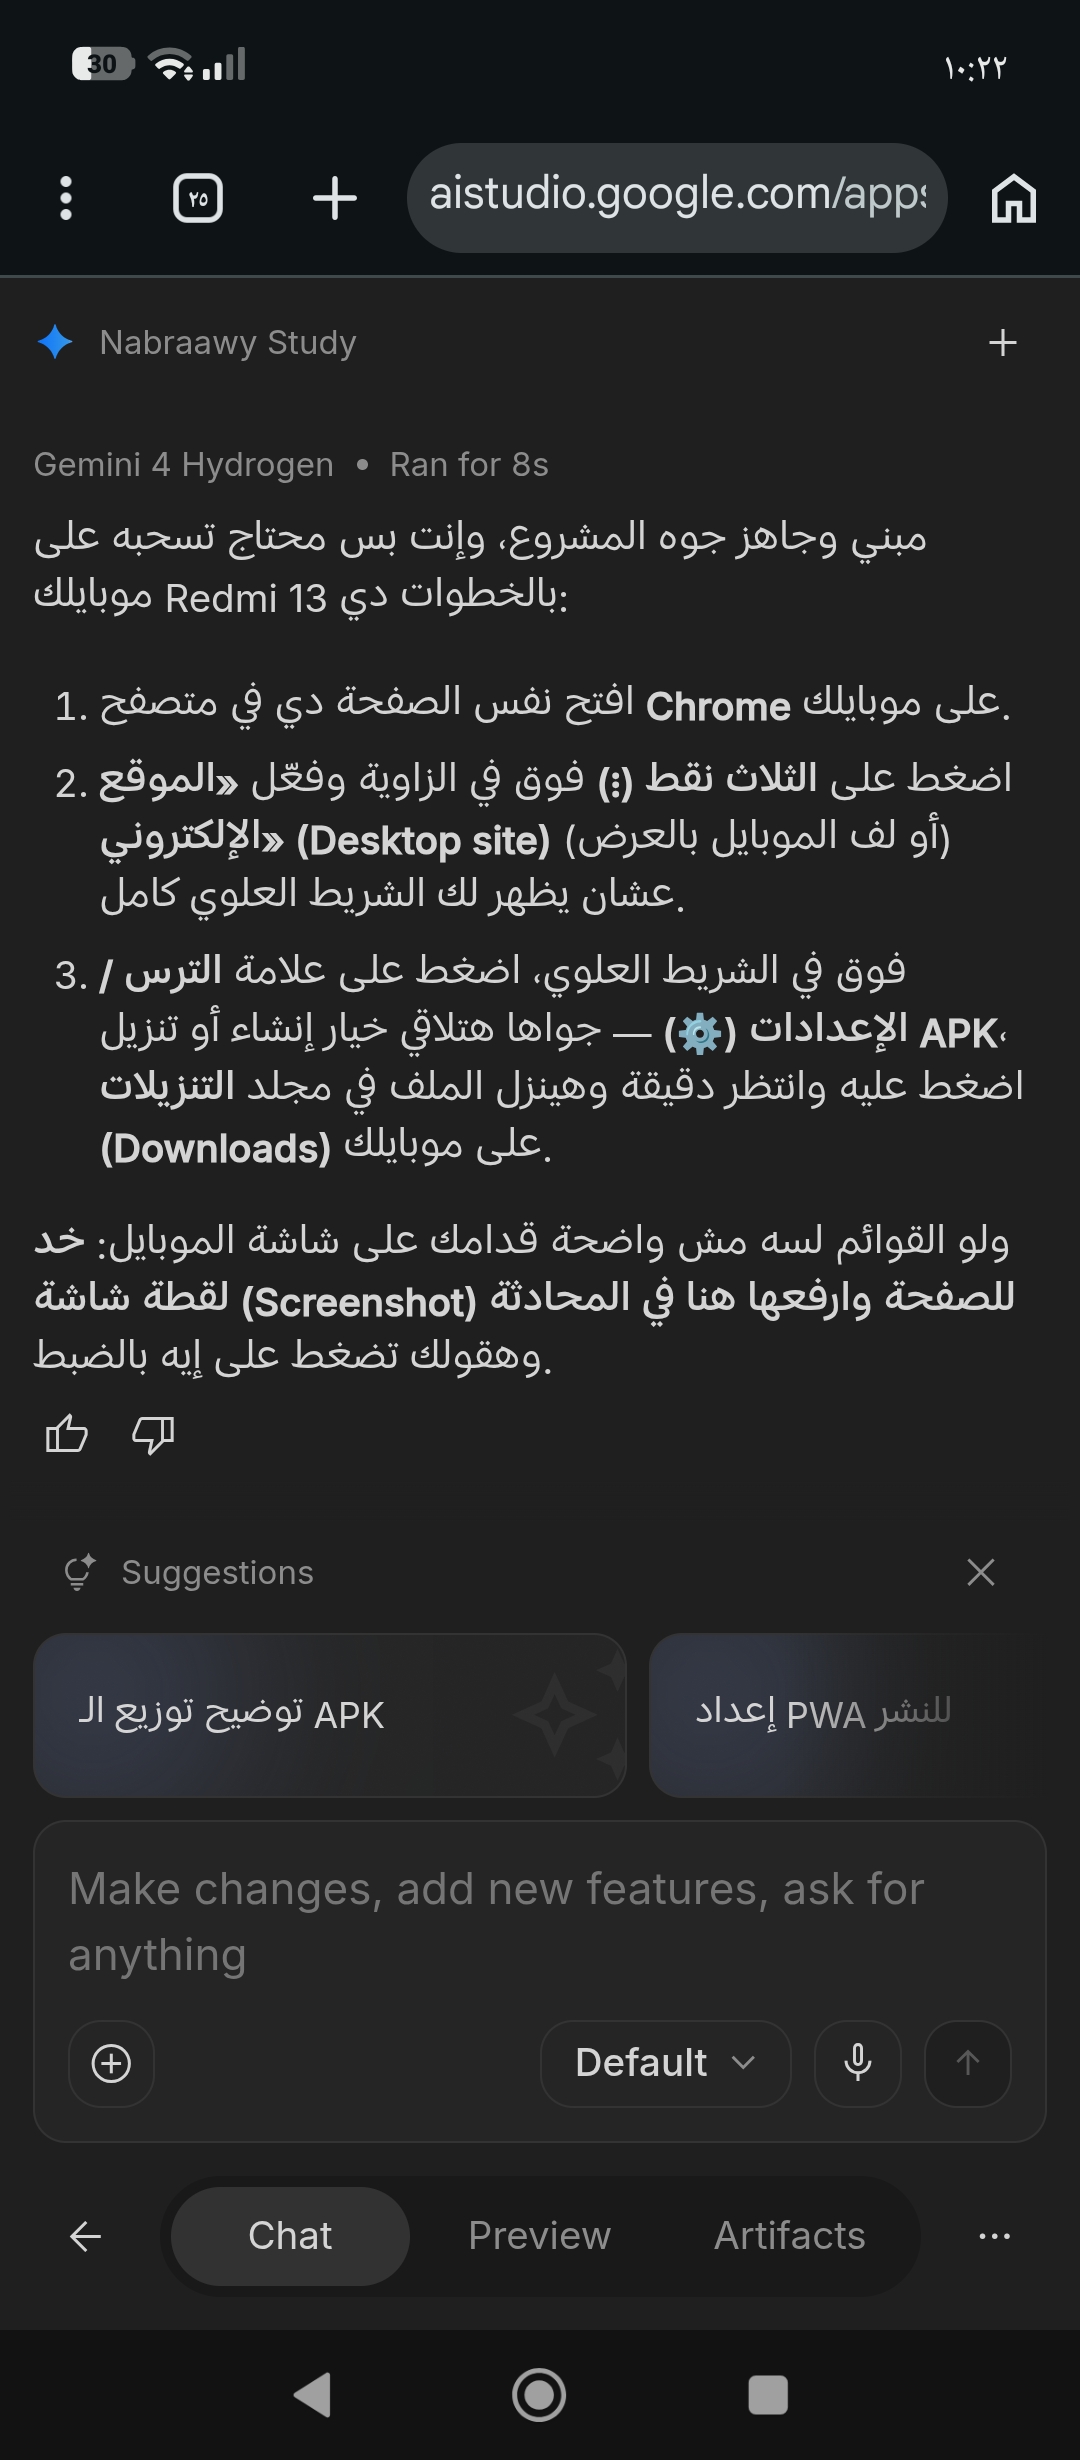 30
١٠:٢٢
٢٥
aistudio.google.com/apps
Nabraawy Study
Gemini 4 Hydrogen • Ran for 8s
مبني وجاهز جوه المشروع، وإنت بس محتاج تسحبه على
موبايلك Redmi 13 بالخطوات دي:
1. افتح نفس الصفحة دي في متصفح Chrome على موبايلك.
2. اضغط على الثلاث نقط (⋮) فوق في الزاوية وفعّل «الموقع
الإلكتروني» (Desktop site) (أو لف الموبايل بالعرض)
عشان يظهر لك الشريط العلوي كامل.
3. فوق في الشريط العلوي، اضغط على علامة الترس /
الإعدادات (⚙️) — جواها هتلاقي خيار إنشاء أو تنزيل APK،
اضغط عليه وانتظر دقيقة وهينزل الملف في مجلد التنزيلات
(Downloads) على موبايلك.
ولو القوائم لسه مش واضحة قدامك على شاشة الموبايل: خد
لقطة شاشة (Screenshot) للصفحة وارفعها هنا في المحادثة
وهقولك تضغط على إيه بالضبط.
Suggestions
توضيح توزيع الـ APK
إعداد PWA للنشر
Make changes, add new features, ask for
anything
Default
Chat
Preview
Artifacts